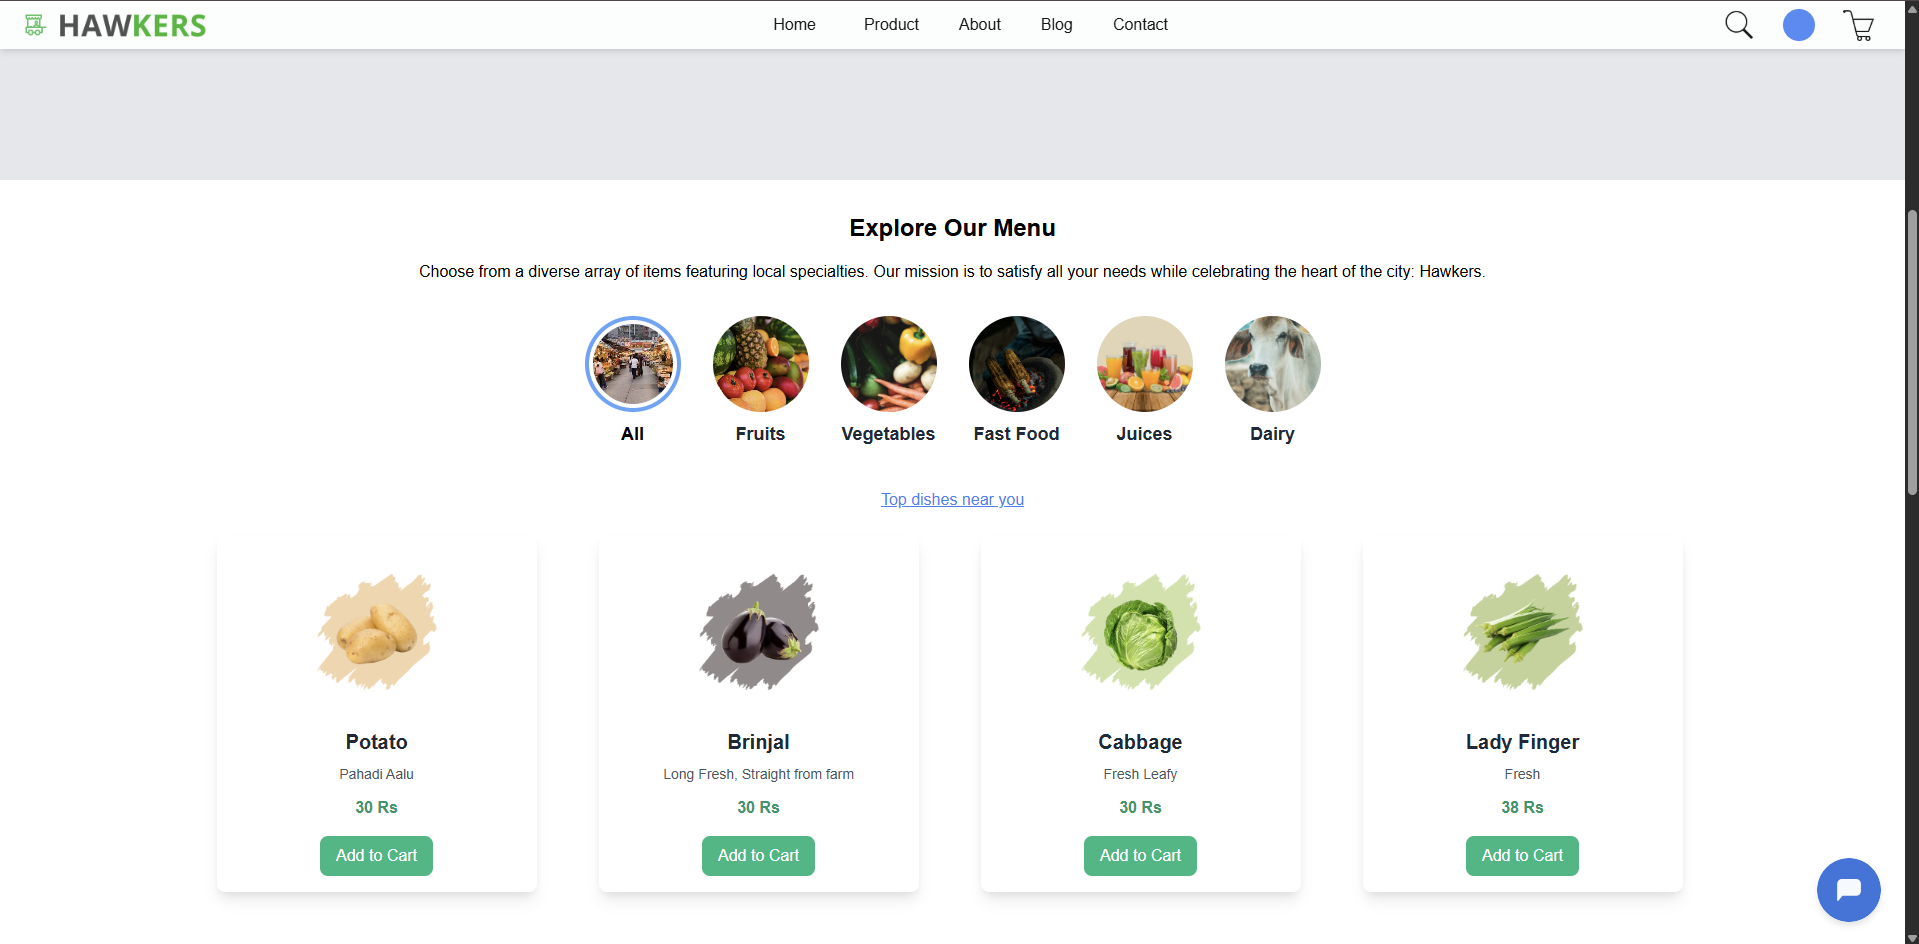 HAWKERS
Home Product About Blog Contact
Explore Our Menu
Choose from a diverse array of items featuring local specialties. Our mission is to satisfy all your needs while celebrating the heart of the city: Hawkers.
All Fruits Vegetables Fast Food Juices Dairy
Top dishes near you
Potato
Pahadi Aalu
30 Rs
Add to Cart
Brinjal
Long Fresh, Straight from farm
30 Rs
Add to Cart
Cabbage
Fresh Leafy
30 Rs
Add to Cart
Lady Finger
Fresh
38 Rs
Add to Cart